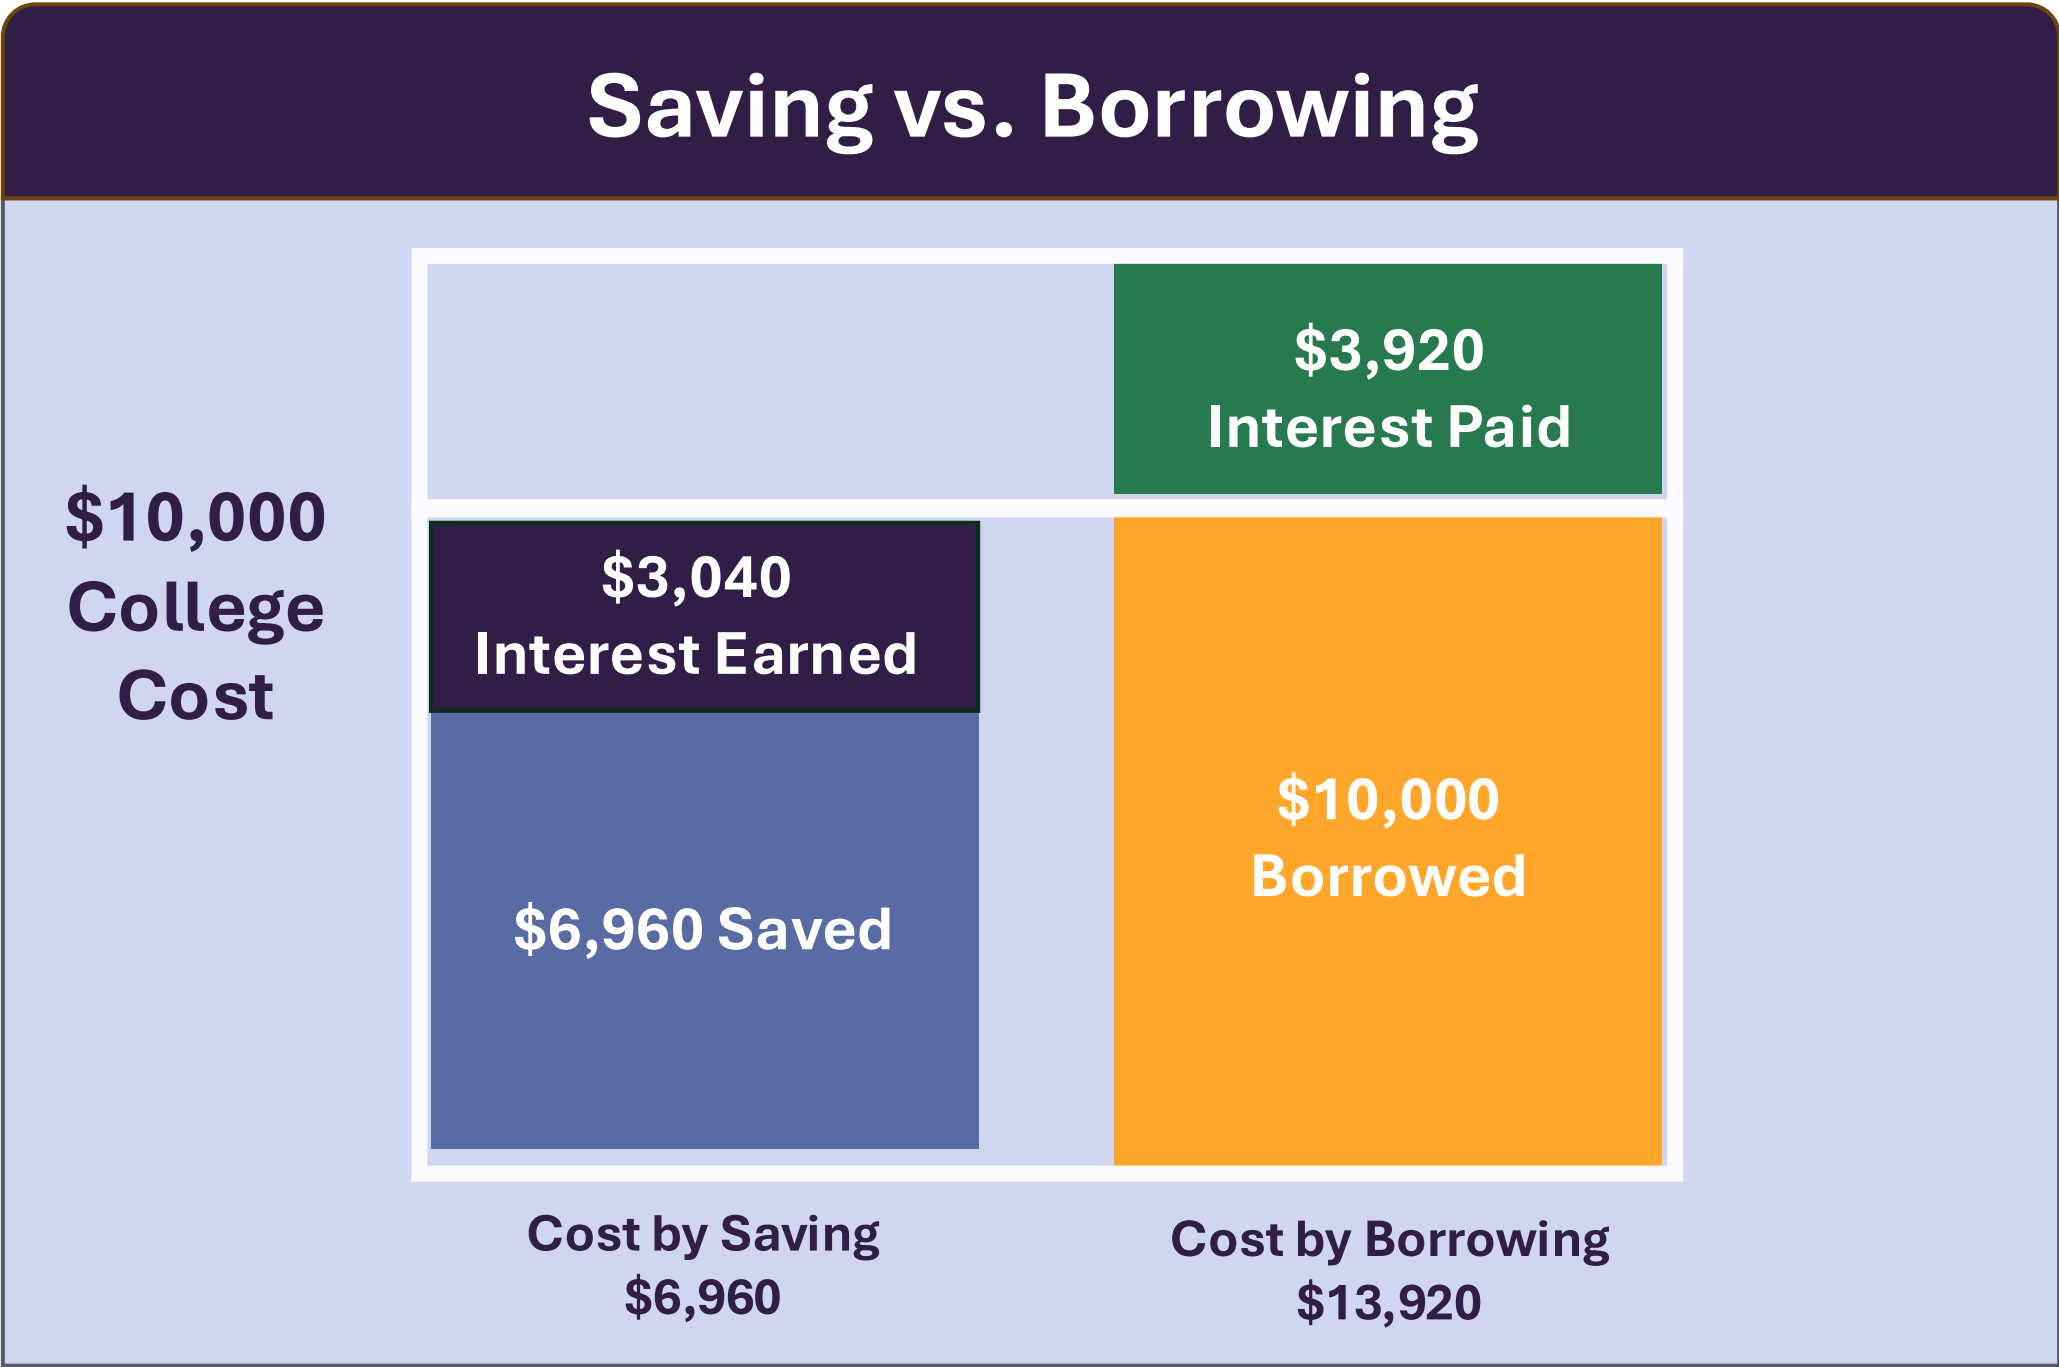 Saving vs. Borrowing
$10,000
College
Cost
$3,920
Interest Paid
$3,040
Interest Earned
$10,000
Borrowed
$6,960 Saved
Cost by Saving
$6,960
Cost by Borrowing
$13,920